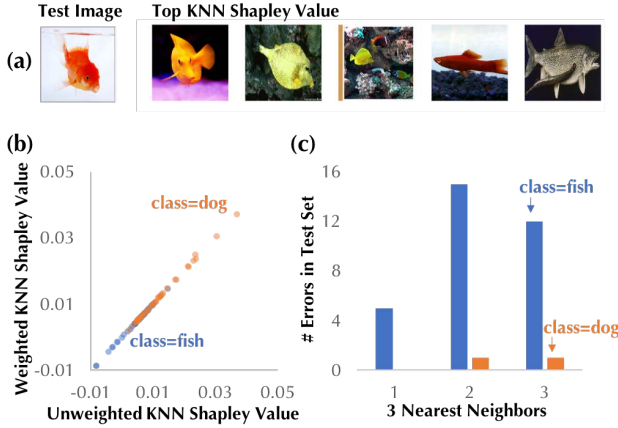 Test Image
Top KNN Shapley Value
(a)
(b)
(c)
Weighted KNN Shapley Value
0.05
0.03
0.01
-0.01
class=dog
class=fish
-0.01
0.01
0.03
0.05
Unweighted KNN Shapley Value
# Errors in Test Set
16
12
8
4
0
class=fish
class=dog
1
2
3
3 Nearest Neighbors